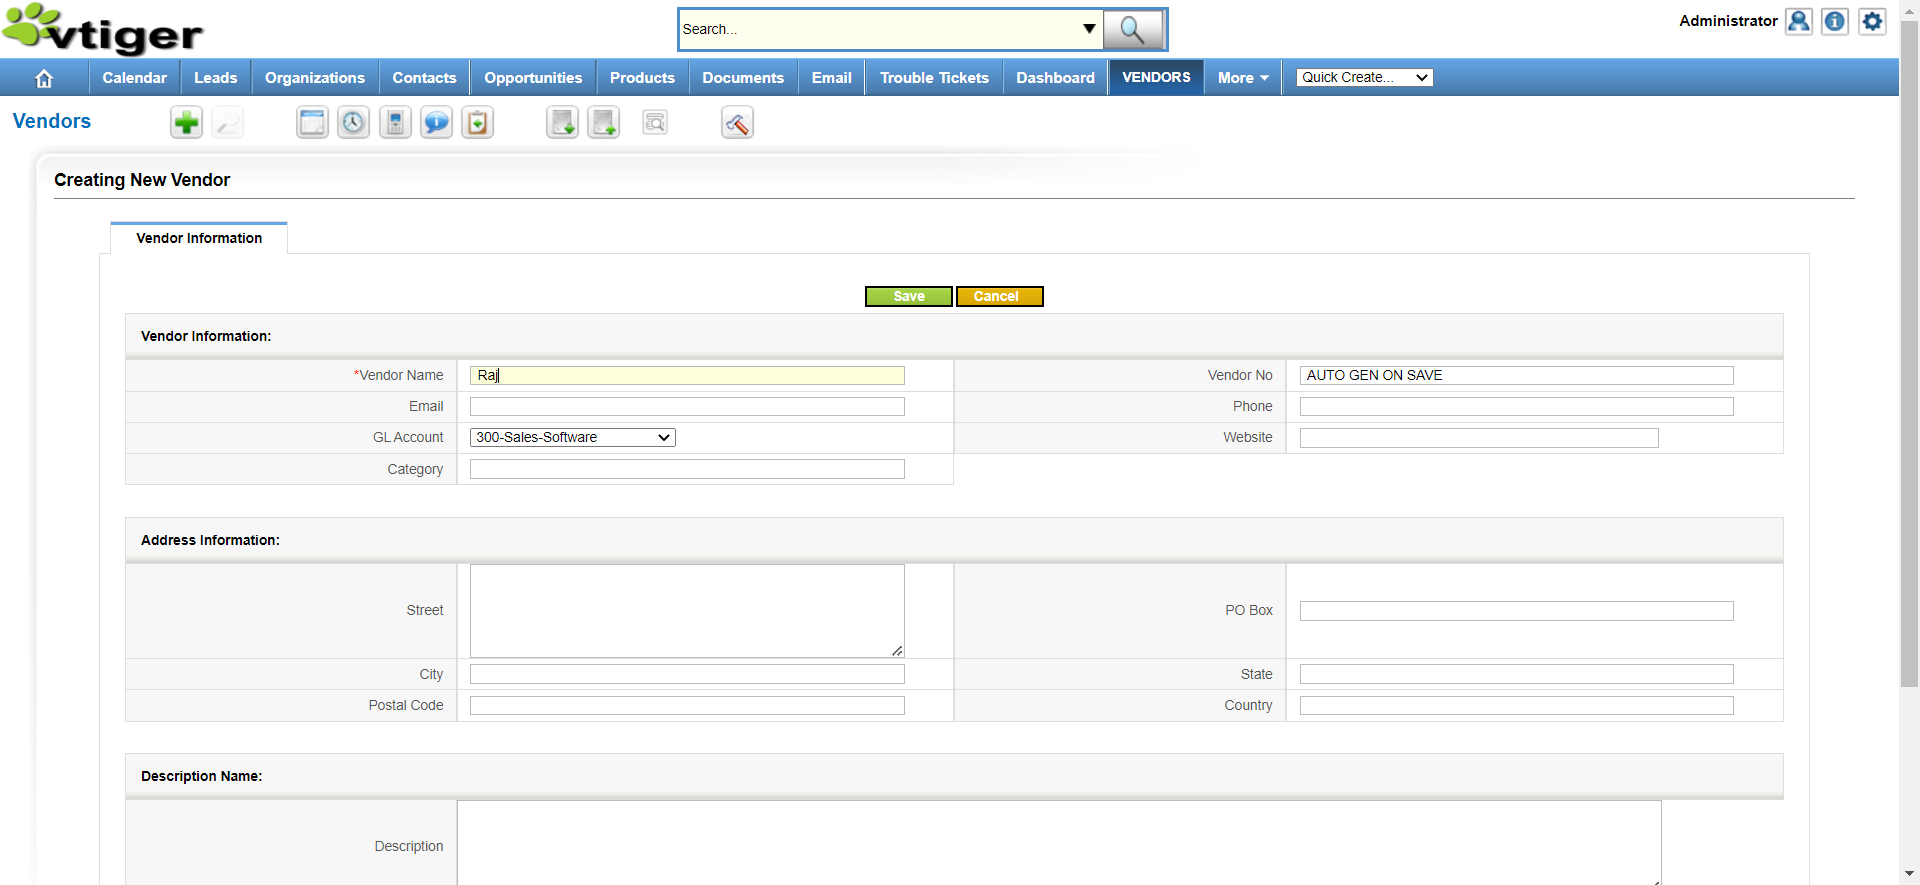 vtiger
Search...
Administrator
Calendar Leads Organizations Contacts Opportunities Products Documents Email Trouble Tickets Dashboard VENDORS More Quick Create...
Vendors
Creating New Vendor
Vendor Information
Save Cancel
Vendor Information:
*Vendor Name Raj Vendor No AUTO GEN ON SAVE
Email Phone
GL Account 300-Sales-Software Website
Category
Address Information:
Street PO Box
City State
Postal Code Country
Description Name:
Description